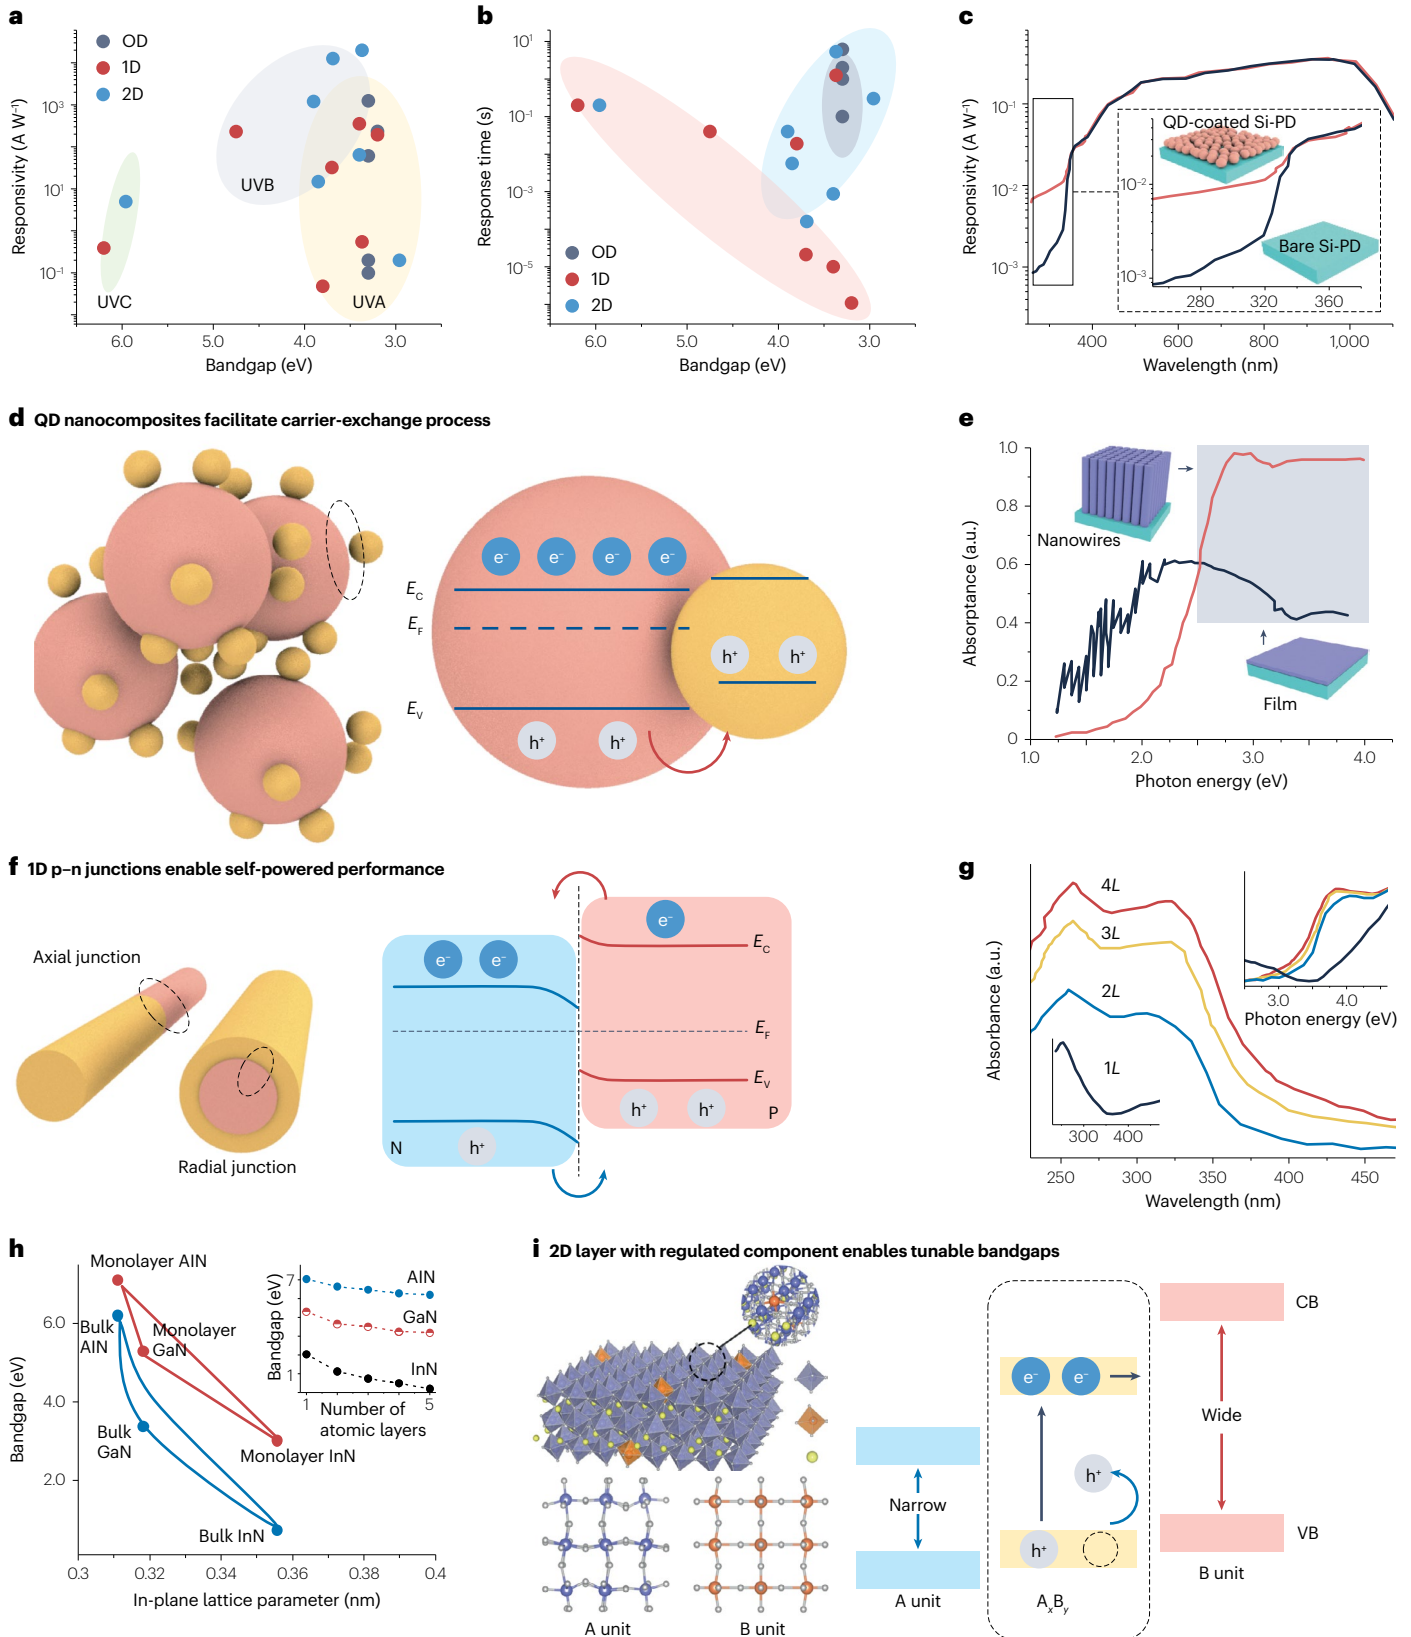 a
OD
1D
2D
Responsivity (A W⁻¹)
10³
10¹
10⁻¹
UVB
UVC
UVA
6.0 5.0 4.0 3.0
Bandgap (eV)
b
Response time (s)
10¹
10⁻¹
10⁻³
10⁻⁵
OD
1D
2D
6.0 5.0 4.0 3.0
Bandgap (eV)
c
Responsivity (A W⁻¹)
10⁻¹
10⁻²
10⁻³
QD-coated Si-PD
10⁻²
Bare Si-PD
10⁻³
280 320 360
400 600 800 1,000
Wavelength (nm)
d QD nanocomposites facilitate carrier-exchange process
e⁻ e⁻ e⁻ e⁻
E_C
E_F
h⁺ h⁺
E_V
h⁺ h⁺
e
Absorptance (a.u.)
1.0
0.8
0.6
0.4
0.2
0
Nanowires
Film
1.0 2.0 3.0 4.0
Photon energy (eV)
f 1D p–n junctions enable self-powered performance
Axial junction
Radial junction
e⁻ e⁻
e⁻
E_C
E_F
E_V
h⁺ h⁺
P
N
h⁺
g
Absorbance (a.u.)
4L
3L
2L
1L
300 400
3.0 4.0
Photon energy (eV)
250 300 350 400 450
Wavelength (nm)
h
Bandgap (eV)
6.0
4.0
2.0
Monolayer AlN
Bulk
AlN
Monolayer
GaN
Bulk
GaN
Monolayer InN
Bulk InN
Bandgap (eV)
7
1
AlN
GaN
InN
1 5
Number of
atomic layers
0.3 0.32 0.34 0.36 0.38 0.4
In-plane lattice parameter (nm)
i 2D layer with regulated component enables tunable bandgaps
A unit
B unit
Narrow
A unit
e⁻ e⁻
h⁺
h⁺
AₓB_y
CB
Wide
VB
B unit